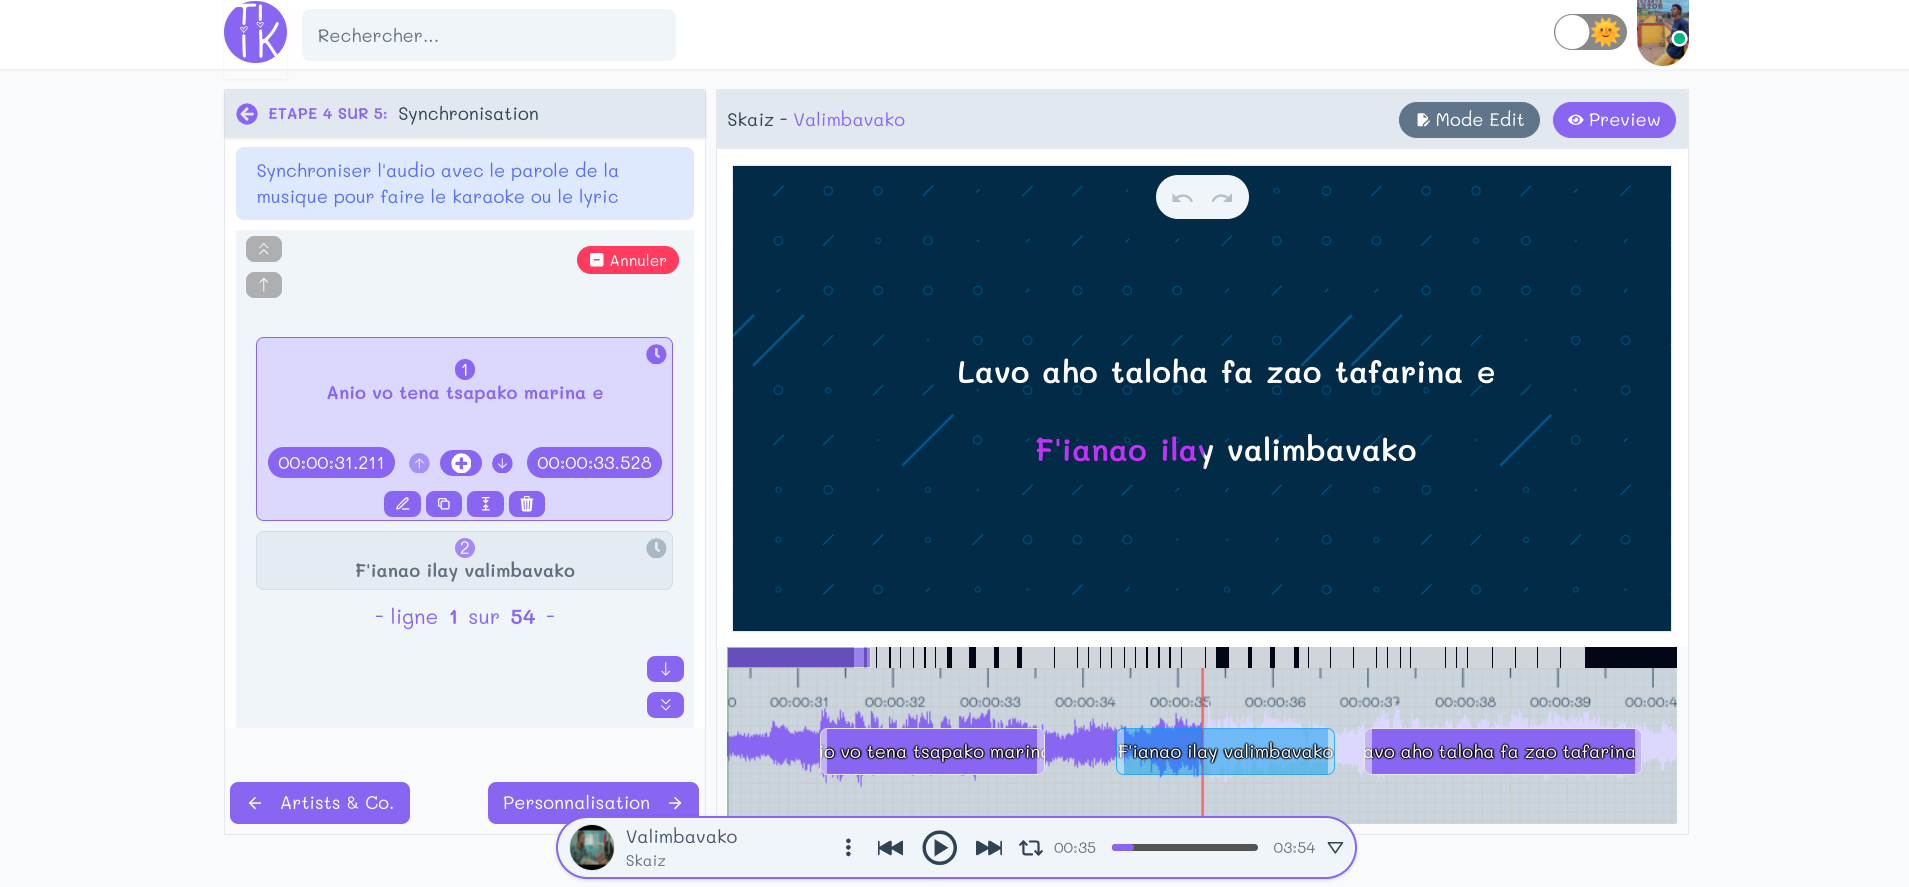 TiiK
Rechercher...
ETAPE 4 SUR 5: Synchronisation
Synchroniser l'audio avec le parole de la
musique pour faire le karaoke ou le lyric
Annuler
1
Anio vo tena tsapako marina e
00:00:31.211
00:00:33.528
2
F'ianao ilay valimbavako
- ligne 1 sur 54 -
Artists & Co.
Personnalisation
Skaiz - Valimbavako
Mode Edit
Preview
Lavo aho taloha fa zao tafarina e
F'ianao ilay valimbavako
0 00:00:31 00:00:32 00:00:33 00:00:34 00:00:35 00:00:36 00:00:37 00:00:38 00:00:39 00:00:4
io vo tena tsapako marina
F'ianao ilay valimbavako
avo aho taloha fa zao tafarina
Valimbavako
Skaiz
00:35
03:54